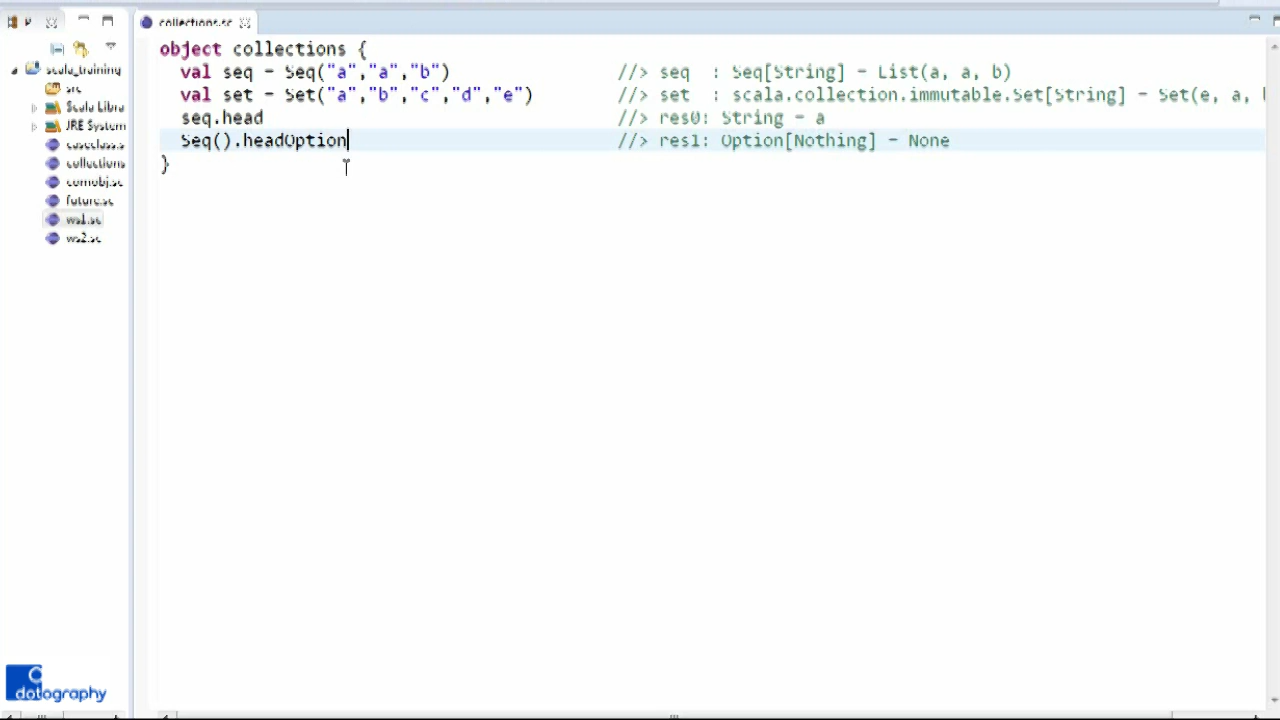 P
collections.sc
scala_training
src
Scala Libra
JRE System
caseclass.s
collections
comobj.sc
future.sc
ws1.sc
ws2.sc
object collections {
val seq = Seq("a","a","b") //> seq : Seq[String] = List(a, a, b)
val set = Set("a","b","c","d","e") //> set : scala.collection.immutable.Set[String] = Set(e, a,
seq.head //> res0: String = a
Seq().headOption //> res1: Option[Nothing] = None
}
datography